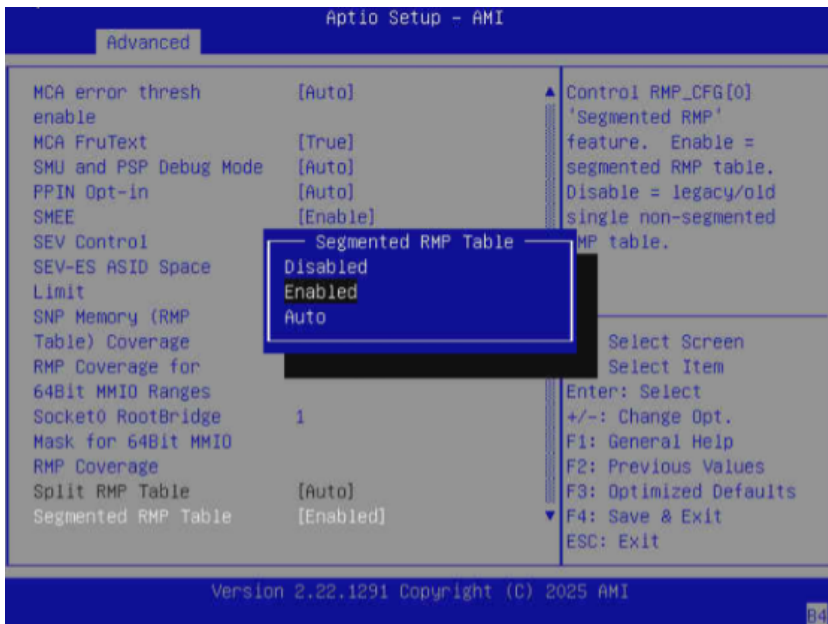 Aptio Setup – AMI
Advanced
MCA error thresh [Auto]
enable
MCA FruText [True]
SMU and PSP Debug Mode [Auto]
PPIN Opt-in [Auto]
SMEE [Enable]
SEV Control
SEV-ES ASID Space
Limit
SNP Memory (RMP
Table) Coverage
RMP Coverage for
64Bit MMIO Ranges
Socket0 RootBridge 1
Mask for 64Bit MMIO
RMP Coverage
Split RMP Table [Auto]
Segmented RMP Table [Enabled]
Segmented RMP Table
Disabled
Enabled
Auto
Control RMP_CFG[0]
'Segmented RMP'
feature. Enable =
segmented RMP table.
Disable = legacy/old
single non-segmented
MP table.
Select Screen
Select Item
Enter: Select
+/-: Change Opt.
F1: General Help
F2: Previous Values
F3: Optimized Defaults
F4: Save & Exit
ESC: Exit
Version 2.22.1291 Copyright (C) 2025 AMI
B4